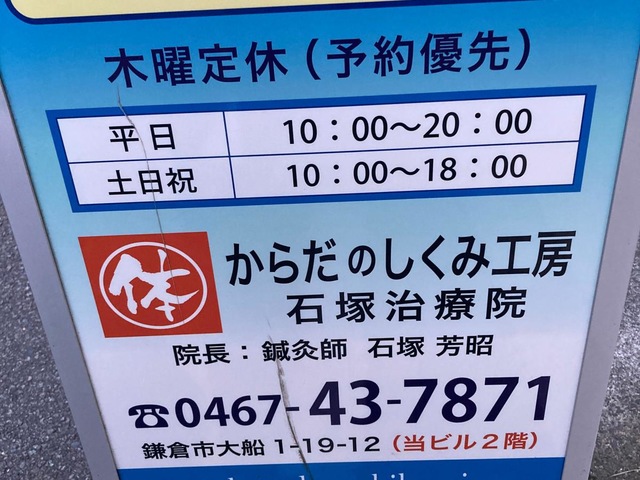 木曜定休(予約優先)
平日 10:00～20:00
土日祝 10:00～18:00
体 からだのしくみ工房
石塚治療院
院長:鍼灸師 石塚 芳昭
☎0467-43-7871
鎌倉市大船 1-19-12 (当ビル2階)